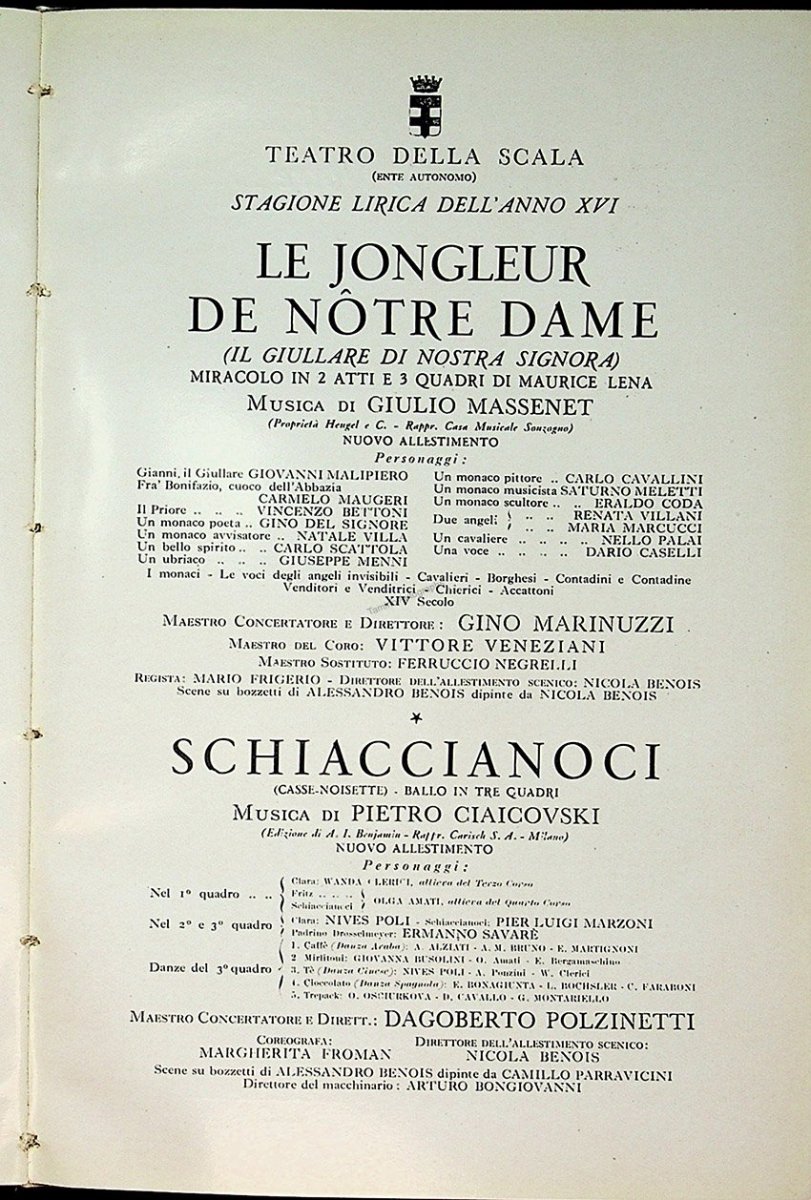 TEATRO DELLA SCALA
(ENTE AUTONOMO)
STAGIONE LIRICA DELL'ANNO XVI
LE JONGLEUR
DE NÔTRE DAME
(IL GIULLARE DI NOSTRA SIGNORA)
MIRACOLO IN 2 ATTI E 3 QUADRI DI MAURICE LENA
MUSICA DI GIULIO MASSENET
(Proprietà Heugel e C. - Rappr. Casa Musicale Sonzogno)
NUOVO ALLESTIMENTO
Personaggi:
Gianni, il Giullare GIOVANNI MALIPIERO
Fra' Bonifazio, cuoco dell'Abbazia
CARMELO MAUGERI
Il Priore .. .. .. VINCENZO BETTONI
Un monaco poeta .. GINO DEL SIGNORE
Un monaco avvisatore .. NATALE VILLA
Un bello spirito .. .. CARLO SCATTOLA
Un ubriaco .. .. .. GIUSEPPE MENNI
Un monaco pittore .. CARLO CAVALLINI
Un monaco musicista SATURNO MELETTI
Un monaco scultore .. .. ERALDO CODA
Due angeli { .. .. RENATA VILLANI
.. .. MARIA MARCUCCI
Un cavaliere .. .. .. .. NELLO PALAI
Una voce .. .. .. .. DARIO CASELLI
I monaci - Le voci degli angeli invisibili - Cavalieri - Borghesi - Contadini e Contadine
Venditori e Venditrici - Chierici - Accattoni
XIV Secolo
MAESTRO CONCERTATORE E DIRETTORE: GINO MARINUZZI
MAESTRO DEL CORO: VITTORE VENEZIANI
MAESTRO SOSTITUTO: FERRUCCIO NEGRELLI
REGISTA: MARIO FRIGERIO - DIRETTORE DELL'ALLESTIMENTO SCENICO: NICOLA BENOIS
Scene su bozzetti di ALESSANDRO BENOIS dipinte da NICOLA BENOIS
SCHIACCIANOCI
(CASSE-NOISETTE) - BALLO IN TRE QUADRI
MUSICA DI PIETRO CIAICOVSKI
(Edizione di A. I. Benjamin - Rappr. Carisch S. A. - Milano)
NUOVO ALLESTIMENTO
Personaggi:
Nel 1º quadro .. .. { Clara: WANDA CLERICI, allieva del Terzo Corso
Fritz .. .. .. ..
Schiaccianoci } OLGA AMATI, allieva del Quarto Corso
Nel 2º e 3º quadro { Clara: NIVES POLI - Schiaccianoci: PIER LUIGI MARZONI
Padrino Drosselmeyer: ERMANNO SAVARÈ
Danze del 3º quadro { 1. Caffè (Danza Araba): A. ALZIATI - A. M. BRUNO - E. MARTIGNONI
2 Mirlitoni: GIOVANNA BUSOLINI - O. Amati - E. Bergamaschino
3. Tè (Danza Cinese): NIVES POLI - A. Ponzini - W. Clerici
4. Cioccolato (Danza Spagnola): E. BONAGIUNTA - L. BOCHSLER - C. FARABONI
5. Trepack: O. OSCIURKOVA - D. CAVALLO - G. MONTARIELLO
MAESTRO CONCERTATORE E DIRETT.: DAGOBERTO POLZINETTI
COREOGRAFA:
MARGHERITA FROMAN
DIRETTORE DELL'ALLESTIMENTO SCENICO:
NICOLA BENOIS
Scene su bozzetti di ALESSANDRO BENOIS dipinte da CAMILLO PARRAVICINI
Direttore del macchinario: ARTURO BONGIOVANNI